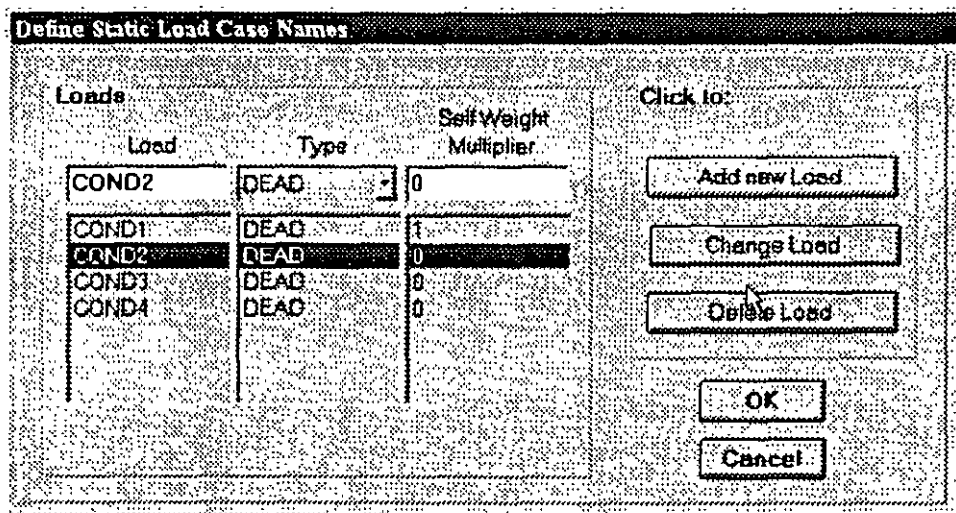 Define Static Load Case Names
Loads
Click to:
Load Type Self Weight Multiplier
COND2 DEAD 0
COND1 DEAD 1
COND2 DEAD 0
COND3 DEAD 0
COND4 DEAD 0
Add new Load
Change Load
Delete Load
OK
Cancel